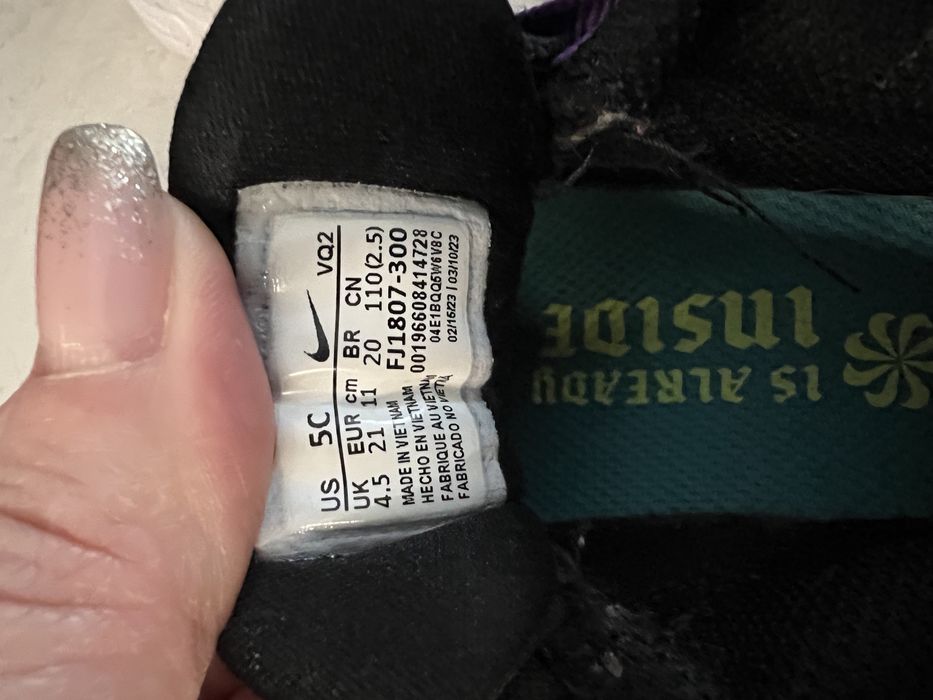 US 5C VQ2
UK EUR cm BR CN
4.5 21 11 20 110(2.5)
FJ1807-300
MADE IN VIETNAM
00196608414728
HECHO EN VIETNAM
04E1BQQ6W6V8C
FABRIQUE AU VIETNAM
02/16/23 | 03/10/23
FABRICADO NO
IS ALREADY
INSIDE